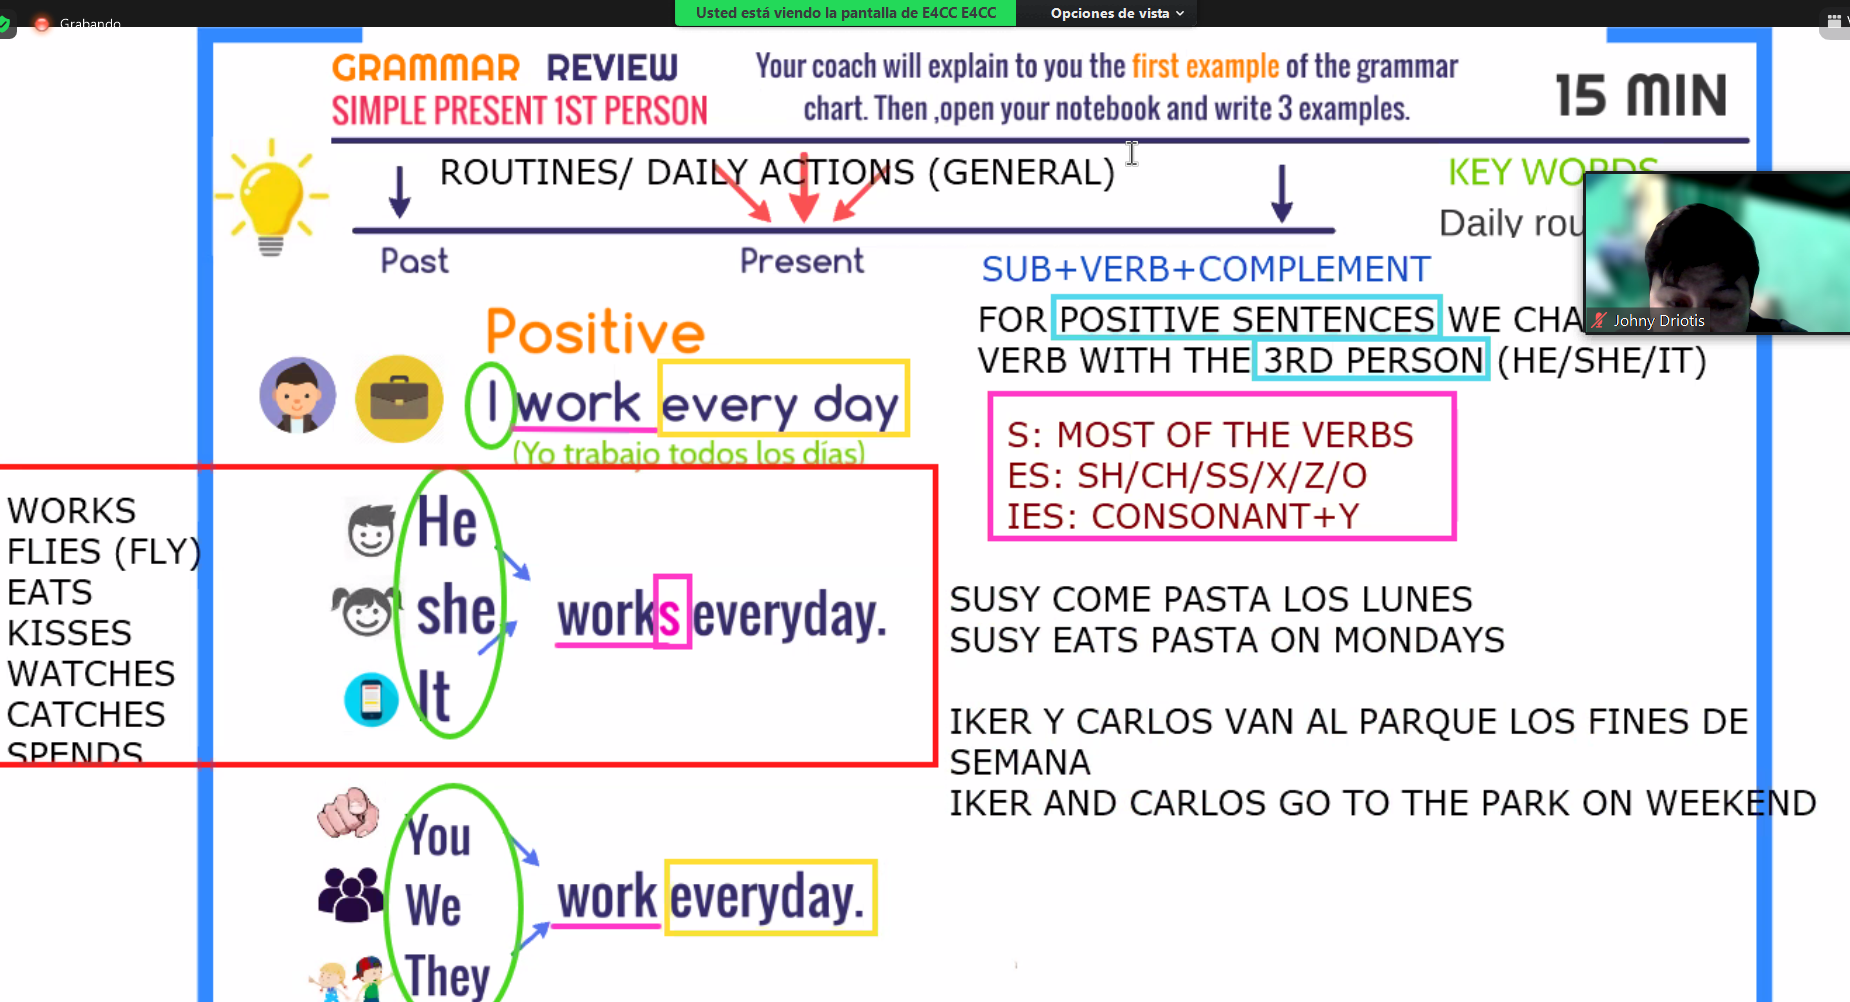 Grabando
Usted está viendo la pantalla de E4CC E4CC
Opciones de vista
GRAMMAR REVIEW
SIMPLE PRESENT 1ST PERSON
Your coach will explain to you the first example of the grammar
chart. Then ,open your notebook and write 3 examples.
15 MIN
ROUTINES/ DAILY ACTIONS (GENERAL)
KEY WORDS
Daily rou
Past
Present
SUB+VERB+COMPLEMENT
FOR POSITIVE SENTENCES WE CHA
VERB WITH THE 3RD PERSON (HE/SHE/IT)
Johny Driotis
Positive
I work every day
(Yo trabajo todos los días)
S: MOST OF THE VERBS
ES: SH/CH/SS/X/Z/O
IES: CONSONANT+Y
WORKS
FLIES (FLY)
EATS
KISSES
WATCHES
CATCHES
SPENDS
He
she
It
works everyday.
SUSY COME PASTA LOS LUNES
SUSY EATS PASTA ON MONDAYS
IKER Y CARLOS VAN AL PARQUE LOS FINES DE
SEMANA
IKER AND CARLOS GO TO THE PARK ON WEEKEND
You
We
They
work everyday.